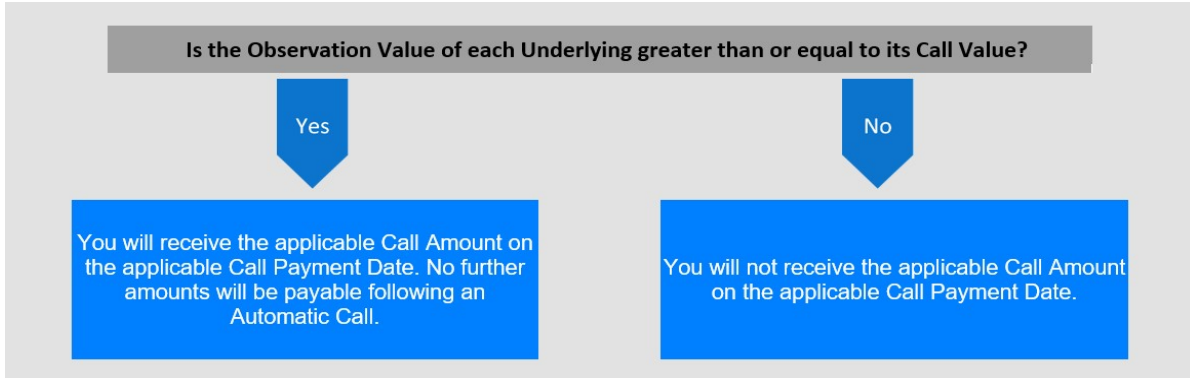 Is the Observation Value of each Underlying greater than or equal to its Call Value?
Yes
No
You will receive the applicable Call Amount on
the applicable Call Payment Date. No further
amounts will be payable following an
Automatic Call.
You will not receive the applicable Call Amount
on the applicable Call Payment Date.